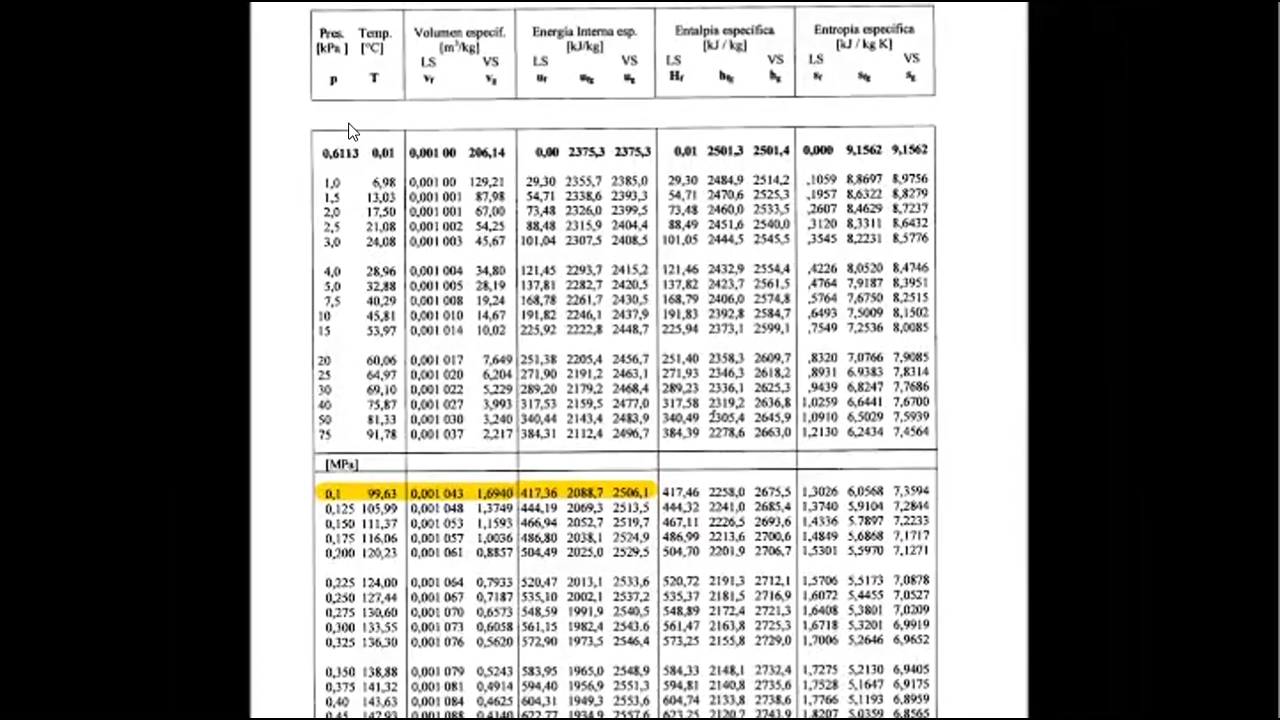 Pres. Temp. Volumen especif. Energía Interna esp. Entalpia específica Entropia específica
[kPa ] [°C] [m³/kg] [kJ/kg] [kJ / kg] [kJ / kg K]
LS VS LS VS LS VS LS VS
p T vf vg uf ufg ug Hf hfg hg sf sfg sg
0,6113 0,01 0,001 00 206,14 0,00 2375,3 2375,3 0,01 2501,3 2501,4 0,000 9,1562 9,1562
1,0 6,98 0,001 00 129,21 29,30 2355,7 2385,0 29,30 2484,9 2514,2 ,1059 8,8697 8,9756
1,5 13,03 0,001 001 87,98 54,71 2338,6 2393,3 54,71 2470,6 2525,3 ,1957 8,6322 8,8279
2,0 17,50 0,001 001 67,00 73,48 2326,0 2399,5 73,48 2460,0 2533,5 ,2607 8,4629 8,7237
2,5 21,08 0,001 002 54,25 88,48 2315,9 2404,4 88,49 2451,6 2540,0 ,3120 8,3311 8,6432
3,0 24,08 0,001 003 45,67 101,04 2307,5 2408,5 101,05 2444,5 2545,5 ,3545 8,2231 8,5776
4,0 28,96 0,001 004 34,80 121,45 2293,7 2415,2 121,46 2432,9 2554,4 ,4226 8,0520 8,4746
5,0 32,88 0,001 005 28,19 137,81 2282,7 2420,5 137,82 2423,7 2561,5 ,4764 7,9187 8,3951
7,5 40,29 0,001 008 19,24 168,78 2261,7 2430,5 168,79 2406,0 2574,8 ,5764 7,6750 8,2515
10 45,81 0,001 010 14,67 191,82 2246,1 2437,9 191,83 2392,8 2584,7 ,6493 7,5009 8,1502
15 53,97 0,001 014 10,02 225,92 2222,8 2448,7 225,94 2373,1 2599,1 ,7549 7,2536 8,0085
20 60,06 0,001 017 7,649 251,38 2205,4 2456,7 251,40 2358,3 2609,7 ,8320 7,0766 7,9085
25 64,97 0,001 020 6,204 271,90 2191,2 2463,1 271,93 2346,3 2618,2 ,8931 6,9383 7,8314
30 69,10 0,001 022 5,229 289,20 2179,2 2468,4 289,23 2336,1 2625,3 ,9439 6,8247 7,7686
40 75,87 0,001 027 3,993 317,53 2159,5 2477,0 317,58 2319,2 2636,8 1,0259 6,6441 7,6700
50 81,33 0,001 030 3,240 340,44 2143,4 2483,9 340,49 2305,4 2645,9 1,0910 6,5029 7,5939
75 91,78 0,001 037 2,217 384,31 2112,4 2496,7 384,39 2278,6 2663,0 1,2130 6,2434 7,4564
[MPa]
0,1 99,63 0,001 043 1,6940 417,36 2088,7 2506,1 417,46 2258,0 2675,5 1,3026 6,0568 7,3594
0,125 105,99 0,001 048 1,3749 444,19 2069,3 2513,5 444,32 2241,0 2685,4 1,3740 5,9104 7,2844
0,150 111,37 0,001 053 1,1593 466,94 2052,7 2519,7 467,11 2226,5 2693,6 1,4336 5,7897 7,2233
0,175 116,06 0,001 057 1,0036 486,80 2038,1 2524,9 486,99 2213,6 2700,6 1,4849 5,6868 7,1717
0,200 120,23 0,001 061 0,8857 504,49 2025,0 2529,5 504,70 2201,9 2706,7 1,5301 5,5970 7,1271
0,225 124,00 0,001 064 0,7933 520,47 2013,1 2533,6 520,72 2191,3 2712,1 1,5706 5,5173 7,0878
0,250 127,44 0,001 067 0,7187 535,10 2002,1 2537,2 535,37 2181,5 2716,9 1,6072 5,4455 7,0527
0,275 130,60 0,001 070 0,6573 548,59 1991,9 2540,5 548,89 2172,4 2721,3 1,6408 5,3801 7,0209
0,300 133,55 0,001 073 0,6058 561,15 1982,4 2543,6 561,47 2163,8 2725,3 1,6718 5,3201 6,9919
0,325 136,30 0,001 076 0,5620 572,90 1973,5 2546,4 573,25 2155,8 2729,0 1,7006 5,2646 6,9652
0,350 138,88 0,001 079 0,5243 583,95 1965,0 2548,9 584,33 2148,1 2732,4 1,7275 5,2130 6,9405
0,375 141,32 0,001 081 0,4914 594,40 1956,9 2551,3 594,81 2140,8 2735,6 1,7528 5,1647 6,9175
0,40 143,63 0,001 084 0,4625 604,31 1949,3 2553,6 604,74 2133,8 2738,6 1,7766 5,1193 6,8959
0,45 147,93 0,001 088 0,4140 622,77 1934,9 2557,6 623,25 2120,7 2743,9 1,8207 5,0359 6,8565